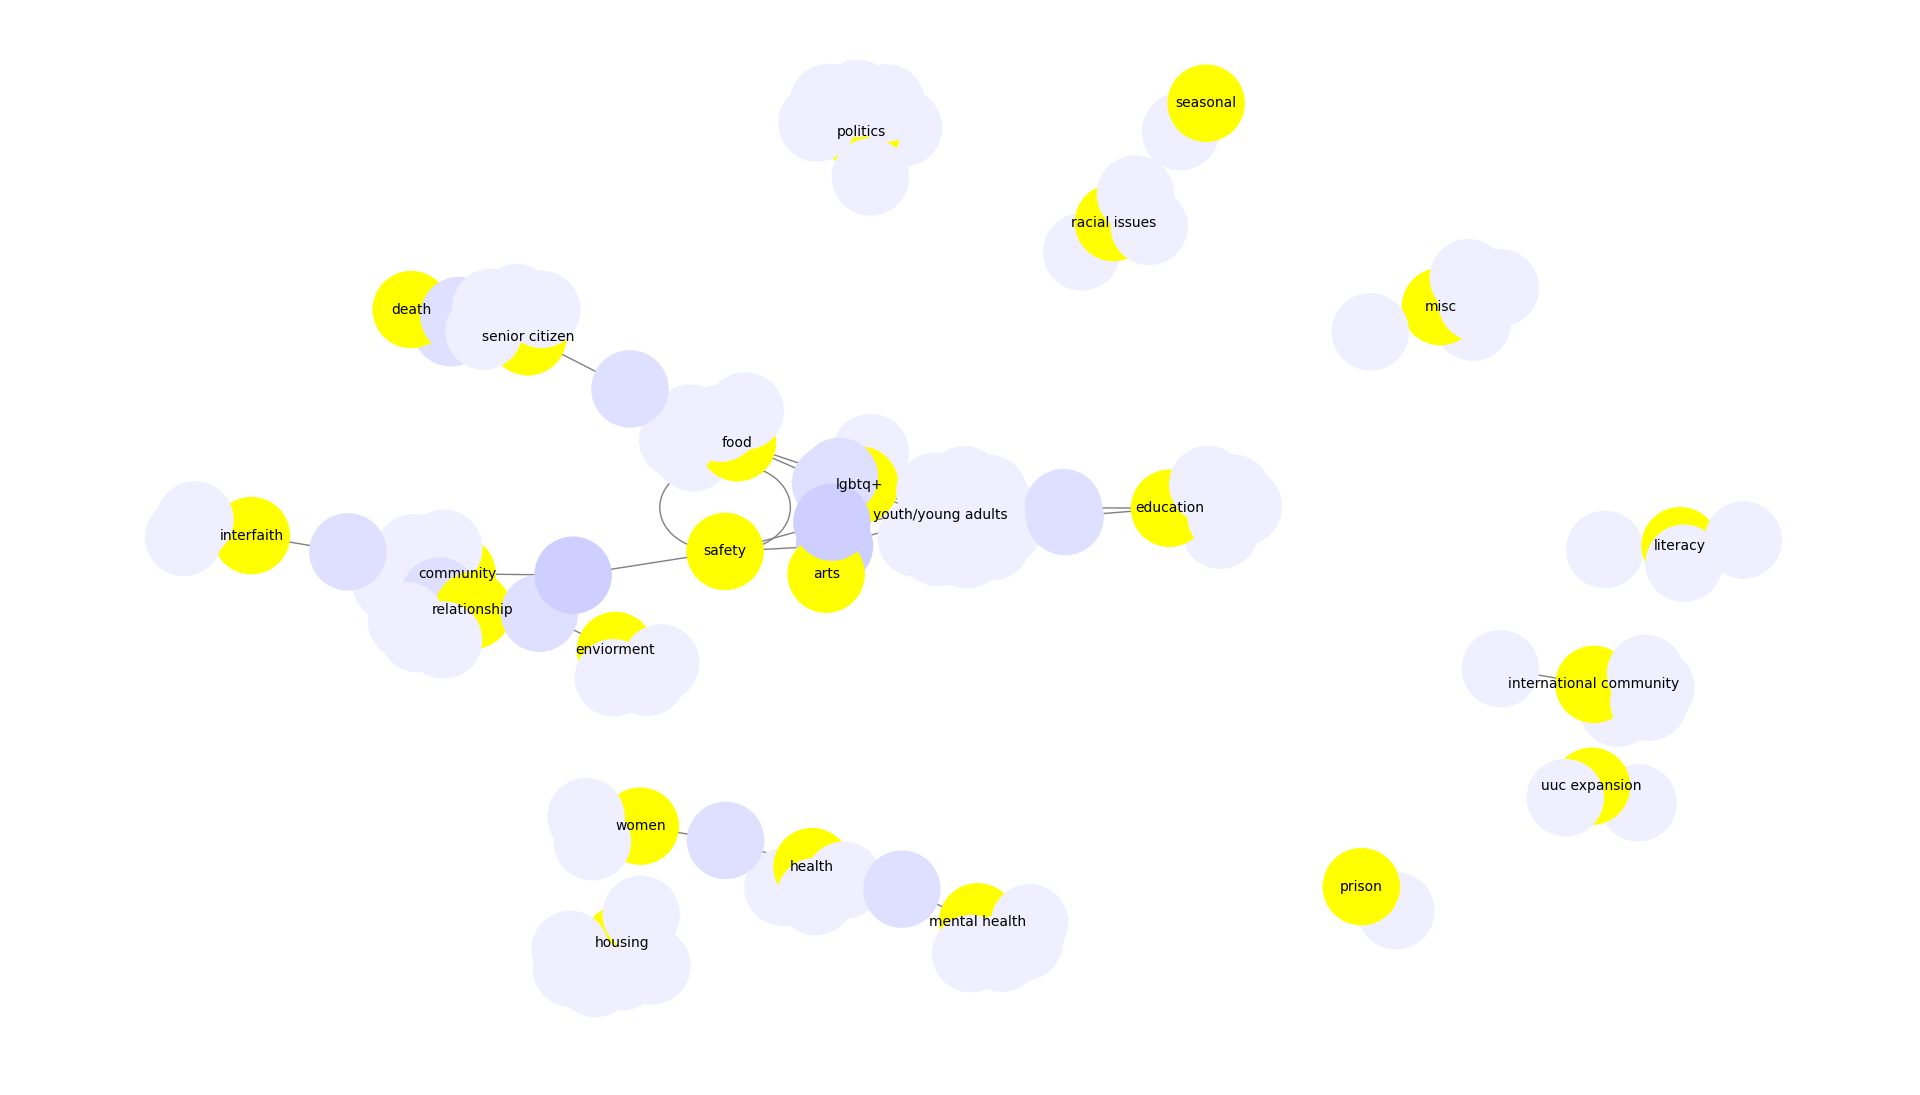 seasonal
politics
racial issues
misc
death
senior citizen
food
lgbtq+
education
youth/young adults
interfaith
literacy
safety
community
arts
relationship
enviorment
international community
uuc expansion
women
health
prison
mental health
housing